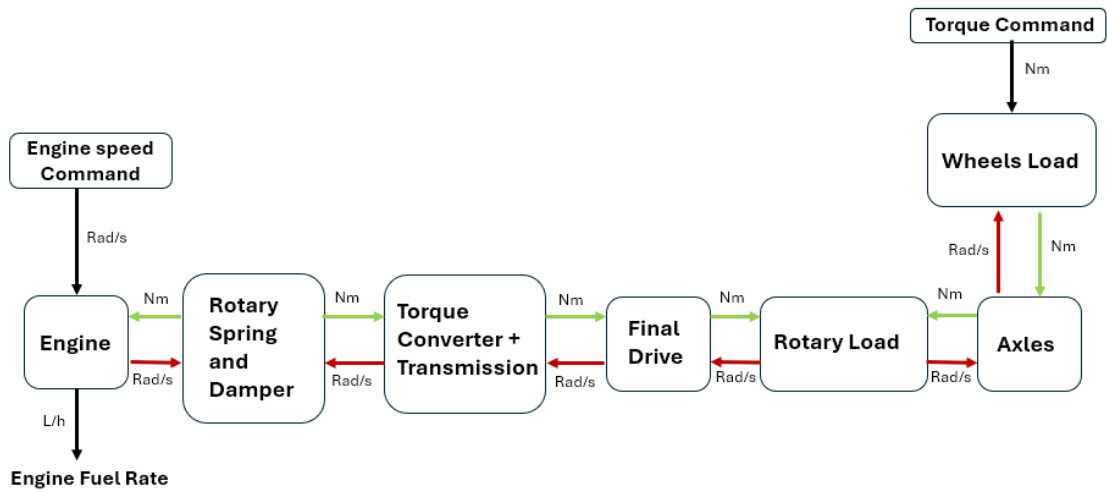 Torque Command
Nm
Wheels Load
Engine speed
Command
Rad/s
Rad/s
Nm
Nm
Rotary
Spring
and
Damper
Nm
Torque
Converter +
Transmission
Nm
Final
Drive
Nm
Rotary Load
Nm
Axles
Engine
Rad/s
Rad/s
Rad/s
Rad/s
Rad/s
L/h
Engine Fuel Rate